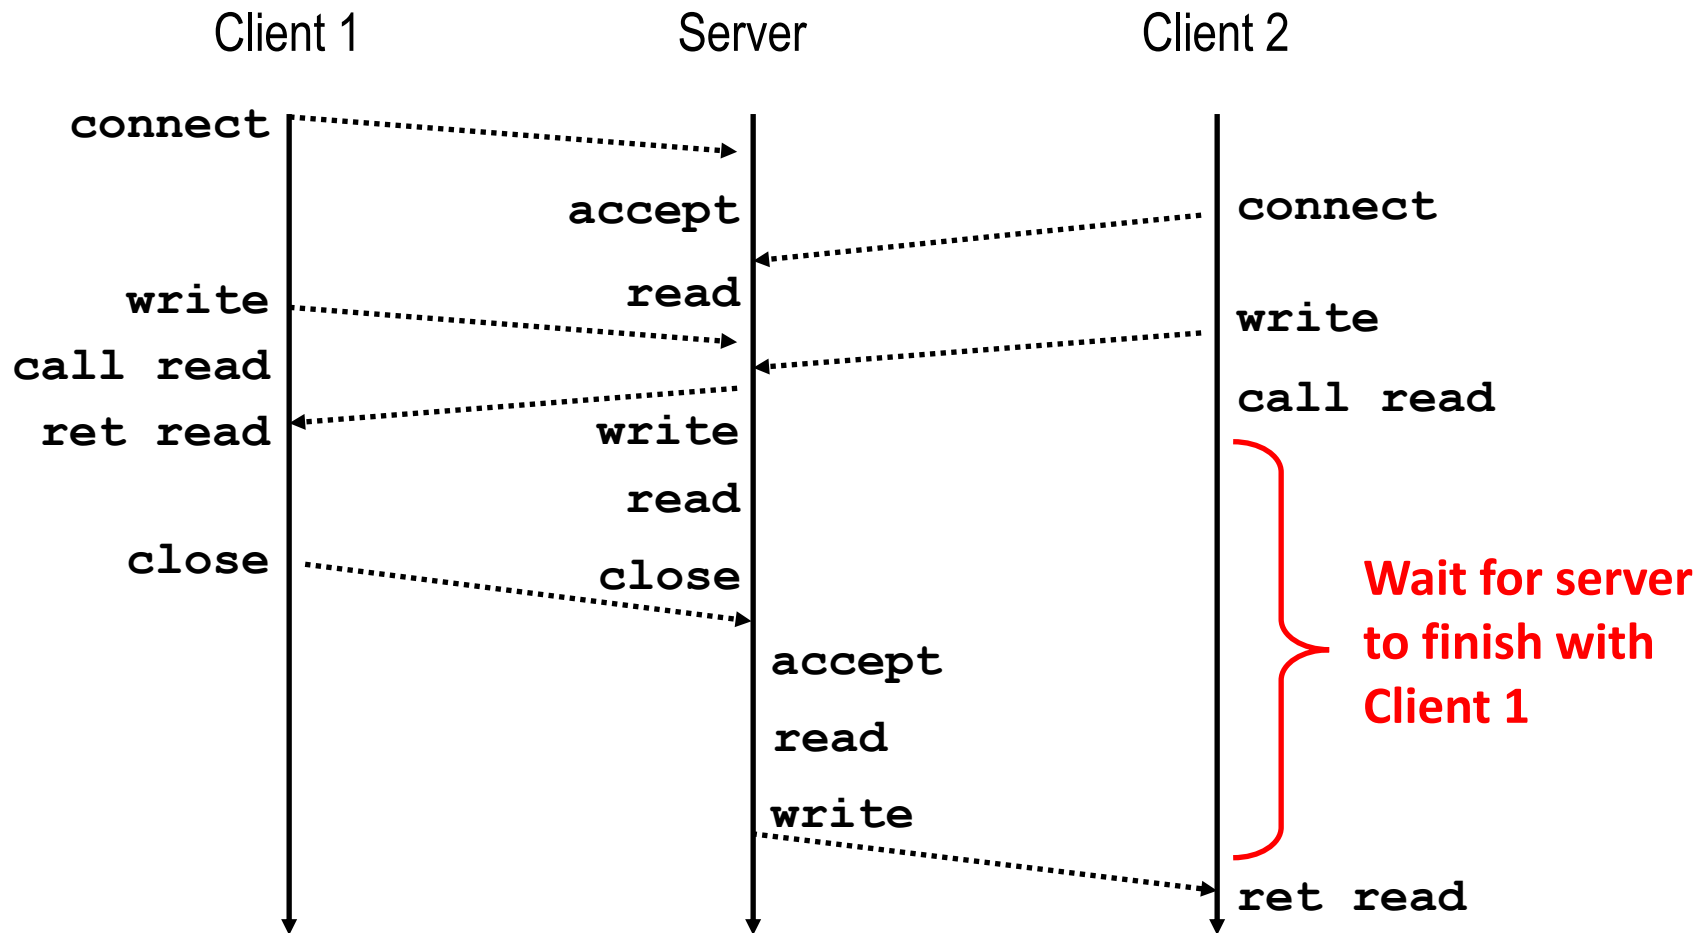 Client 1
Server
Client 2
connect
accept
connect
write
read
write
call read
call read
ret read
write
read
close
close
Wait for server
to finish with
Client 1
accept
read
write
ret read